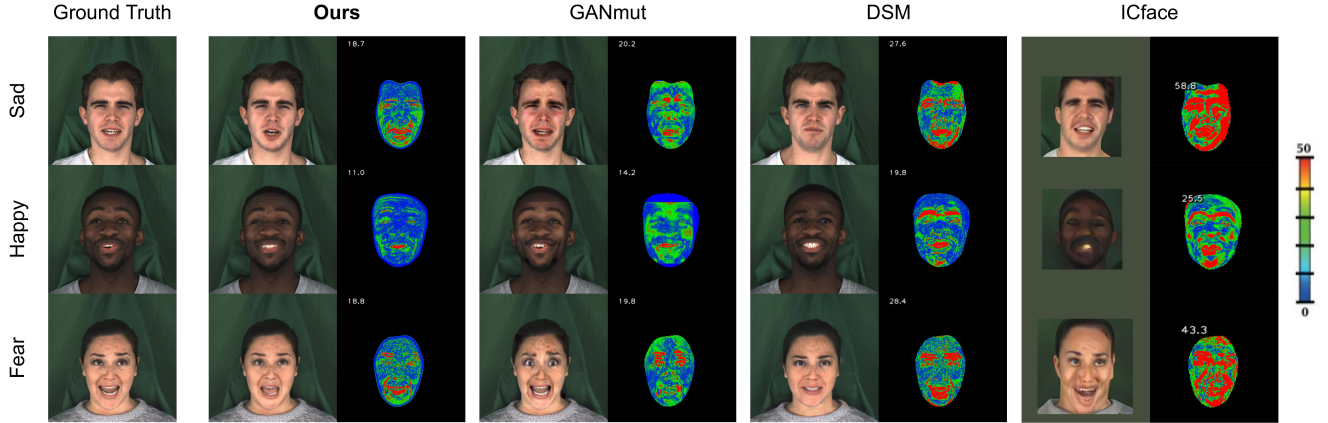 Ground Truth Ours GANmut DSM ICface
Sad 18.7 20.2 27.6 58.8
50
Happy 11.0 14.2 19.8 25.5
0
Fear 18.8 19.8 28.4 43.3